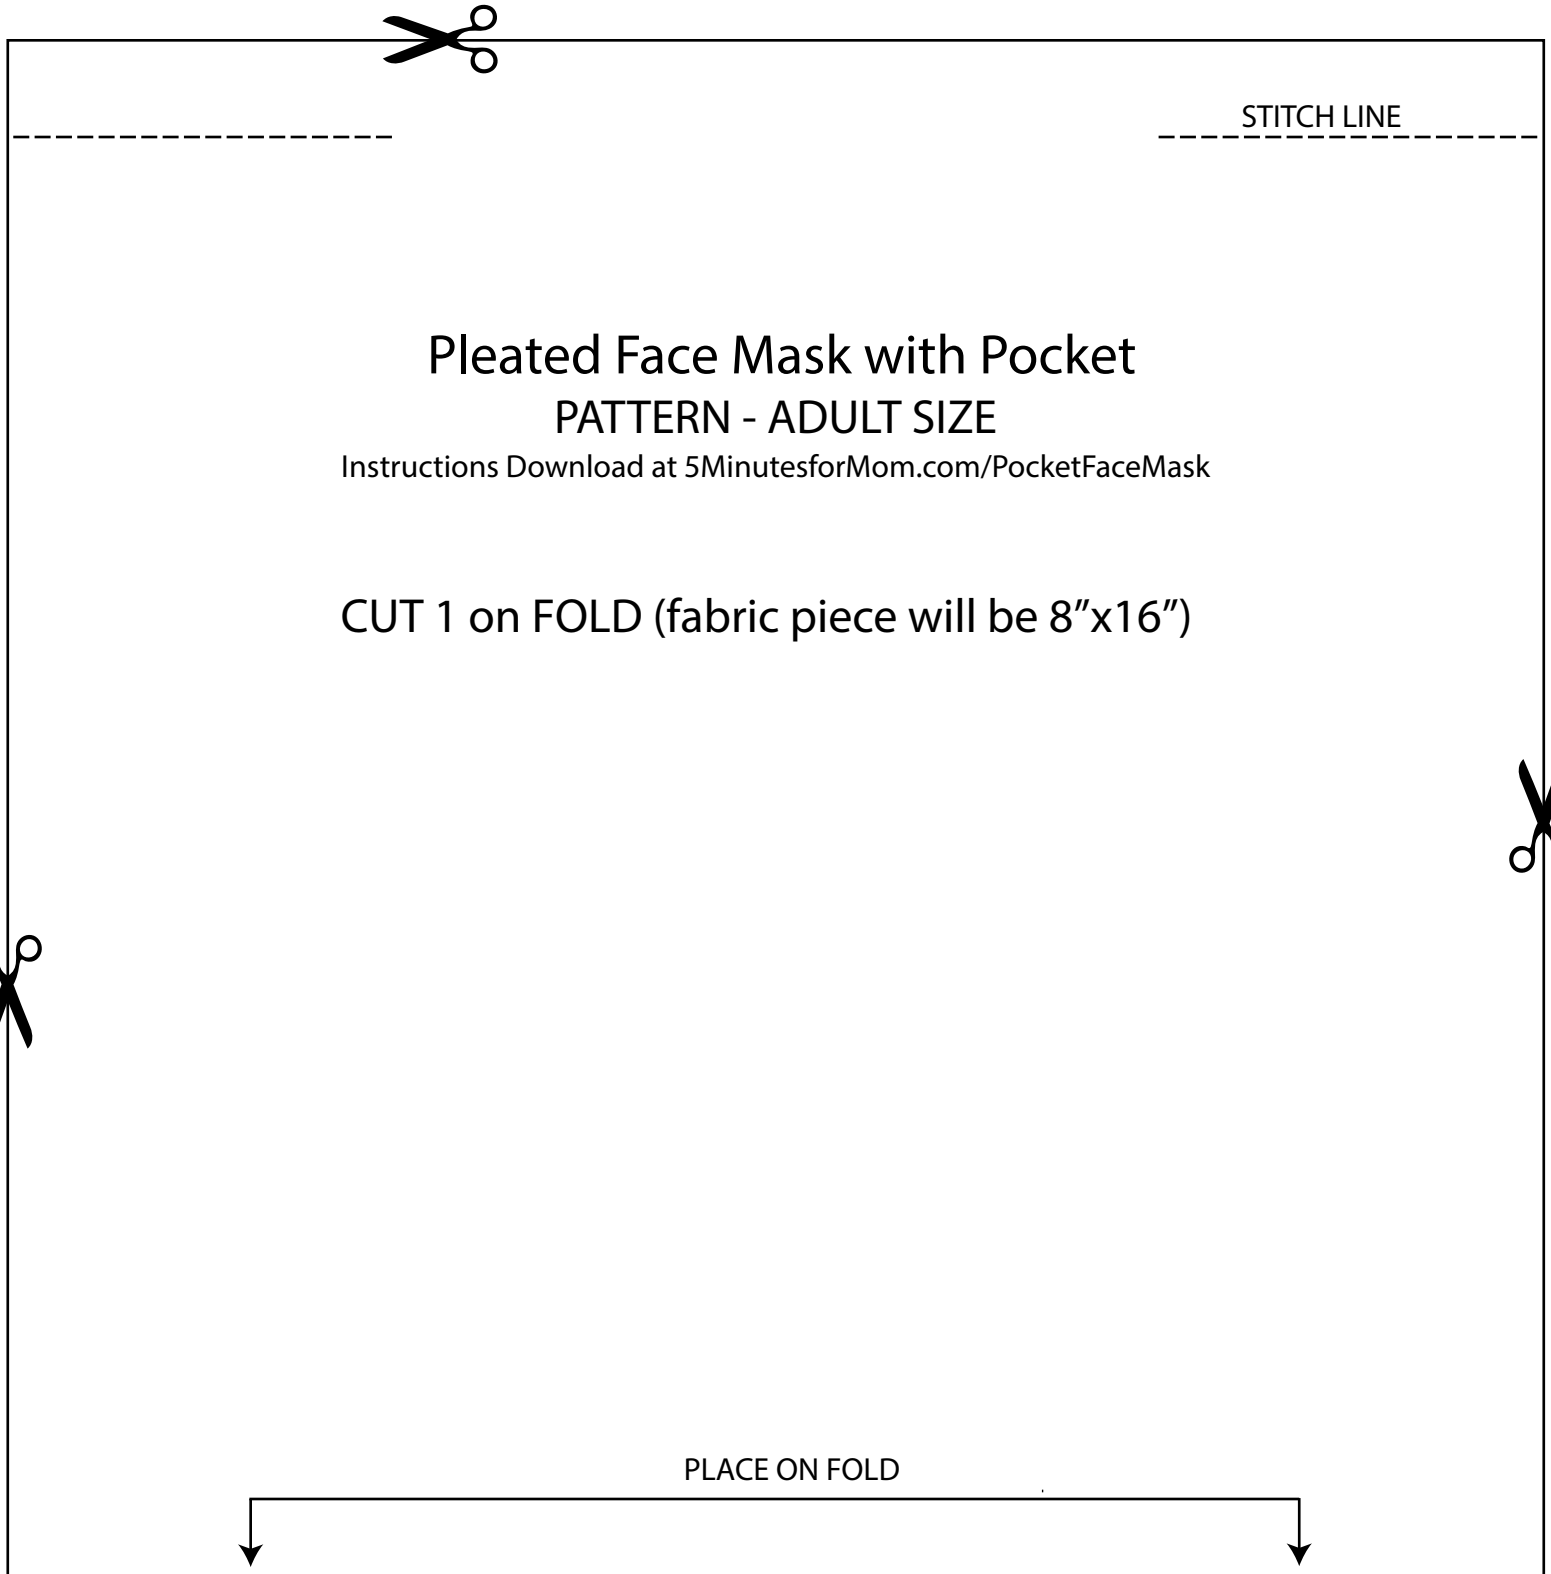 STITCH LINE
Pleated Face Mask with Pocket
PATTERN - ADULT SIZE
Instructions Download at 5MinutesforMom.com/PocketFaceMask
CUT 1 on FOLD (fabric piece will be 8”x16”)
PLACE ON FOLD